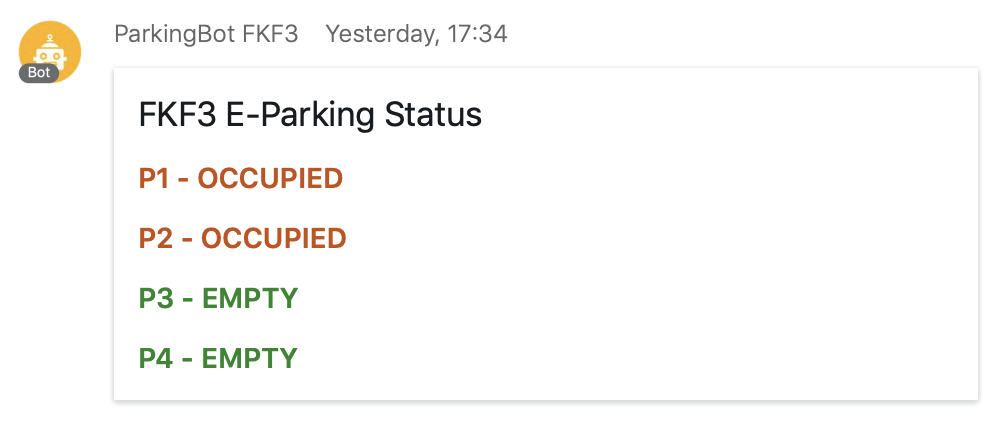 ParkingBot FKF3 Yesterday, 17:34
Bot
FKF3 E-Parking Status
P1 - OCCUPIED
P2 - OCCUPIED
P3 - EMPTY
P4 - EMPTY